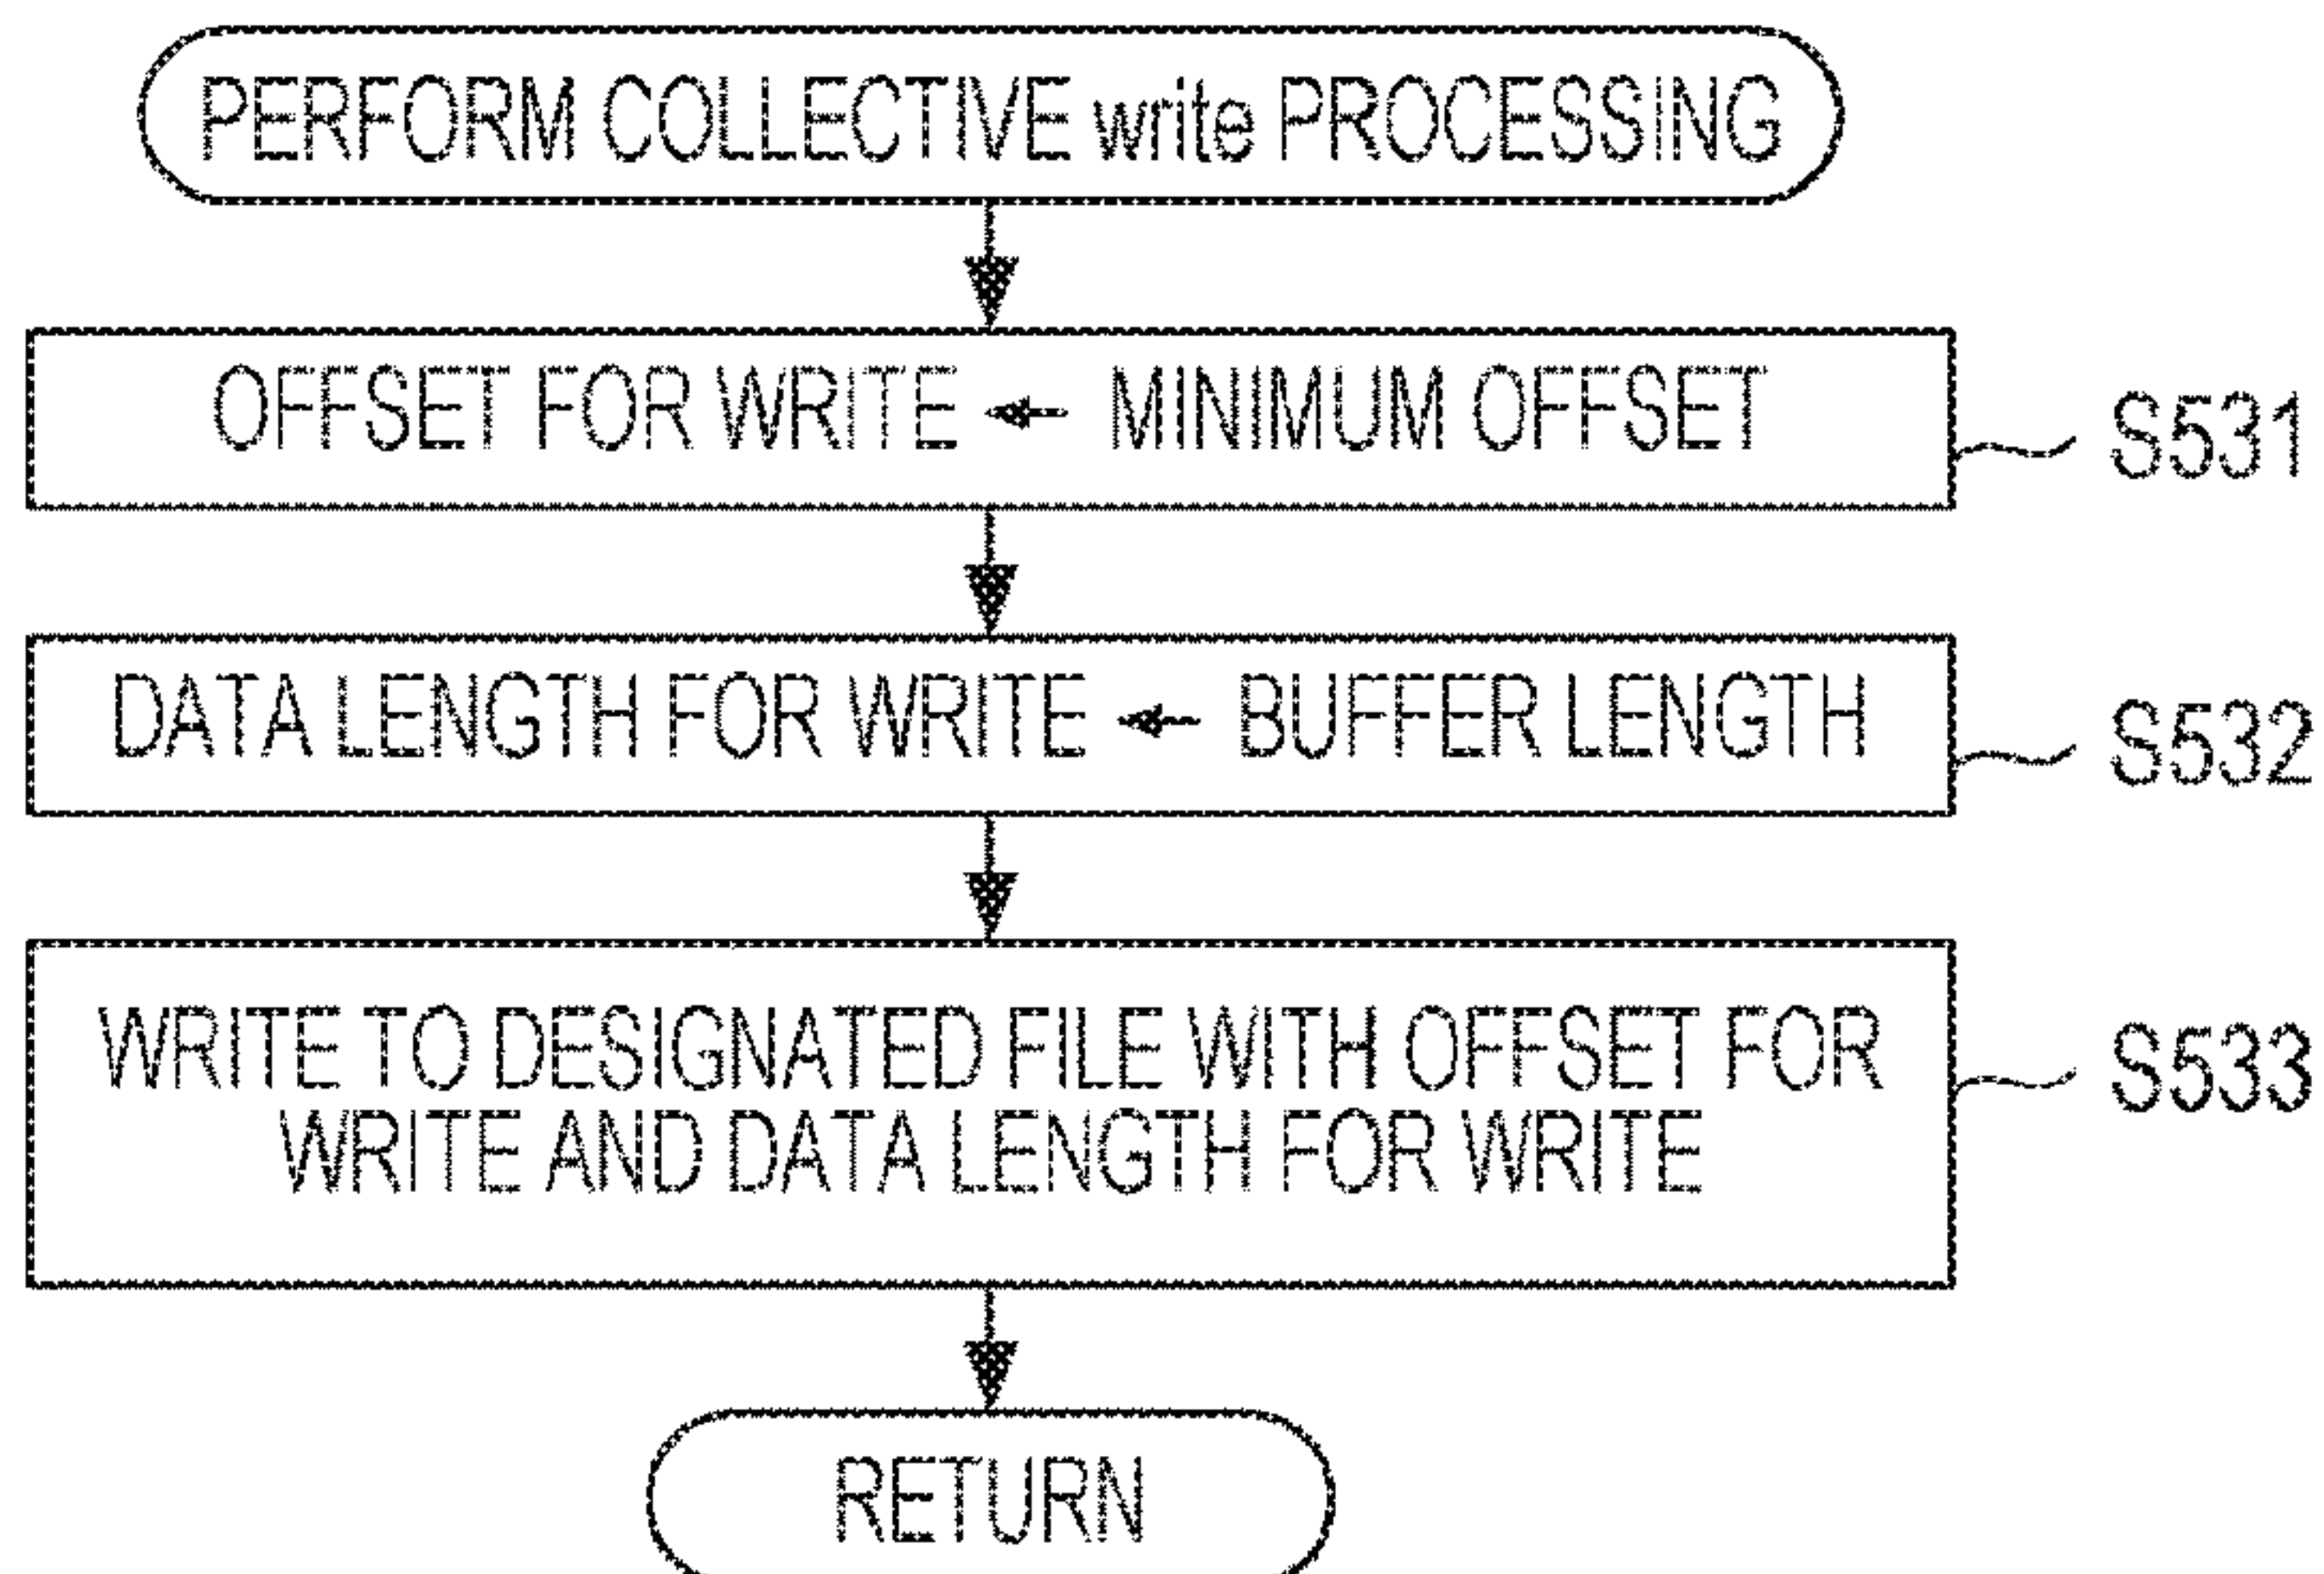 PERFORM COLLECTIVE write PROCESSING
OFFSET FOR WRITE ← MINIMUM OFFSET
S531
DATA LENGTH FOR WRITE ← BUFFER LENGTH
S532
WRITE TO DESIGNATED FILE WITH OFFSET FOR
WRITE AND DATA LENGTH FOR WRITE
S533
RETURN